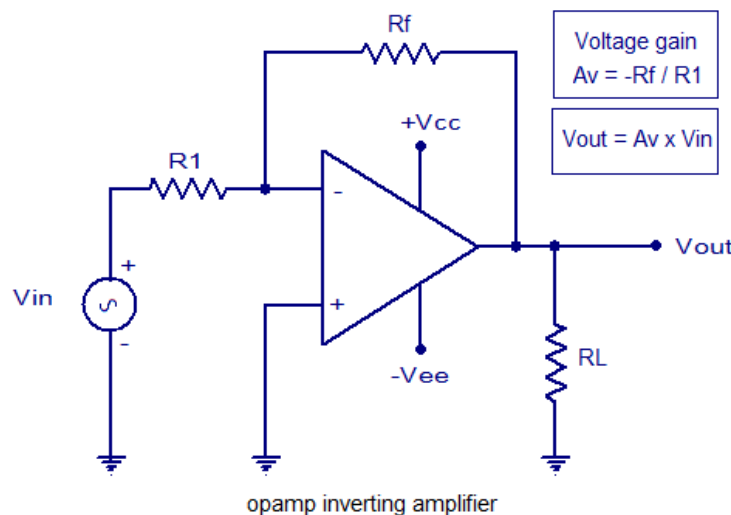 Rf
Voltage gain
Av = -Rf / R1
+Vcc
Vout = Av x Vin
R1
-
Vout
+
Vin
+
-
RL
-Vee
opamp inverting amplifier